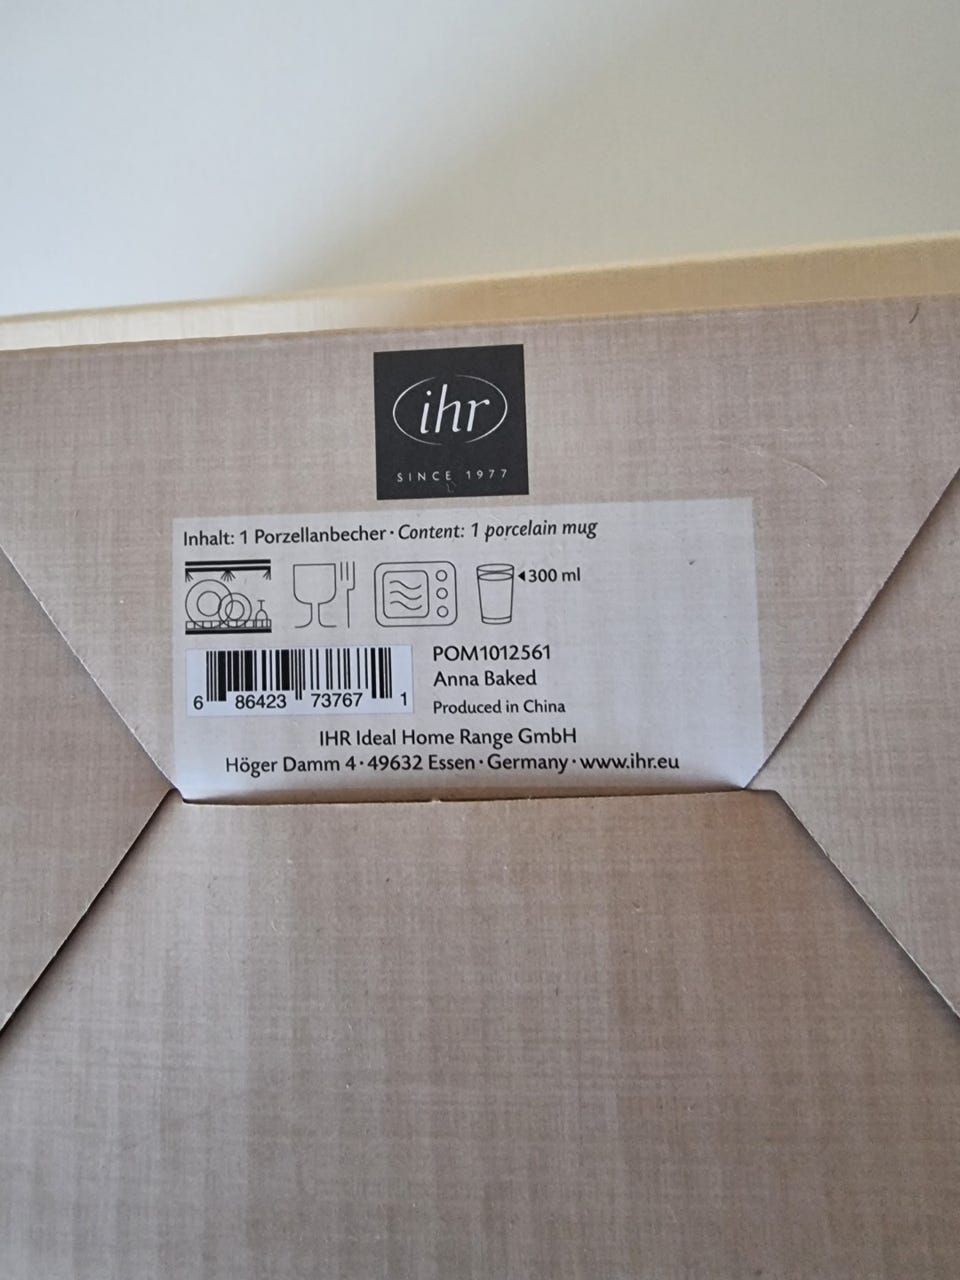 ihr
SINCE 1977
Inhalt: 1 Porzellanbecher · Content: 1 porcelain mug
300 ml
POM1012561
Anna Baked
Produced in China
6 86423 73767 1
IHR Ideal Home Range GmbH
Höger Damm 4 · 49632 Essen · Germany · www.ihr.eu